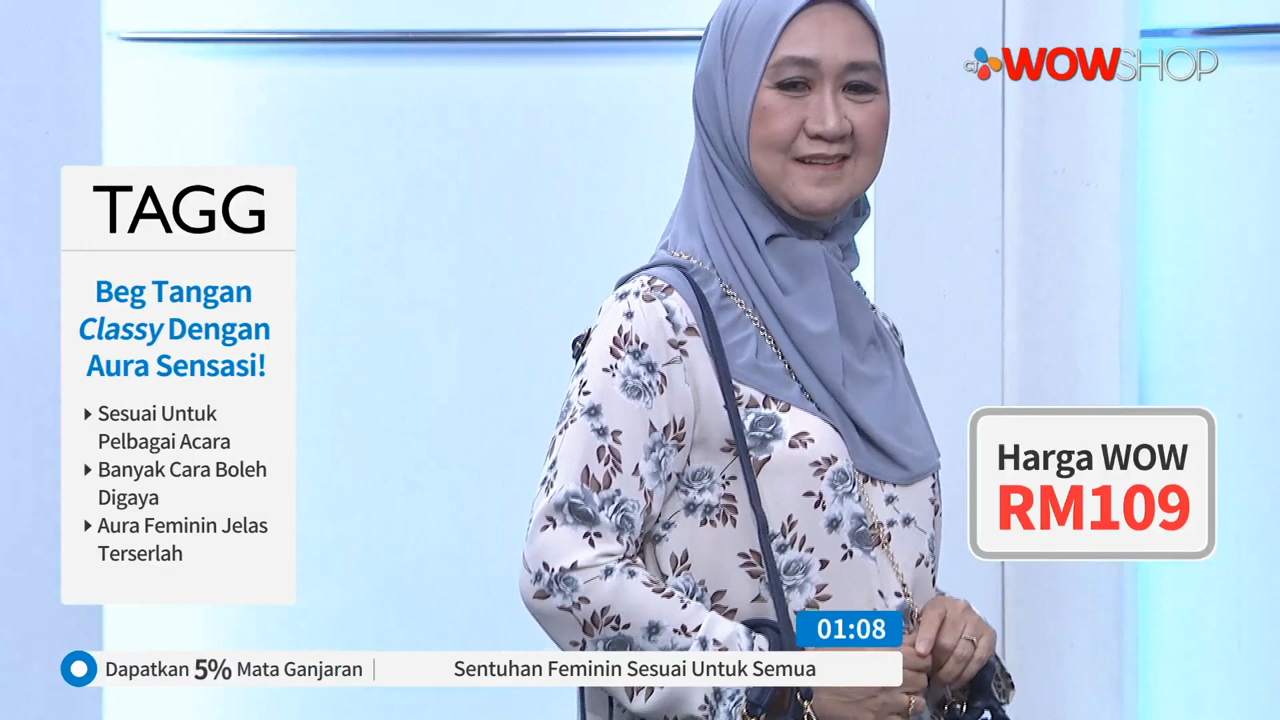 CJ WOWSHOP
TAGG
Beg Tangan
Classy Dengan
Aura Sensasi!
Sesuai Untuk
Pelbagai Acara
Banyak Cara Boleh
Digaya
Aura Feminin Jelas
Terserlah
Harga WOW
RM109
01:08
Dapatkan 5% Mata Ganjaran
Sentuhan Feminin Sesuai Untuk Semua